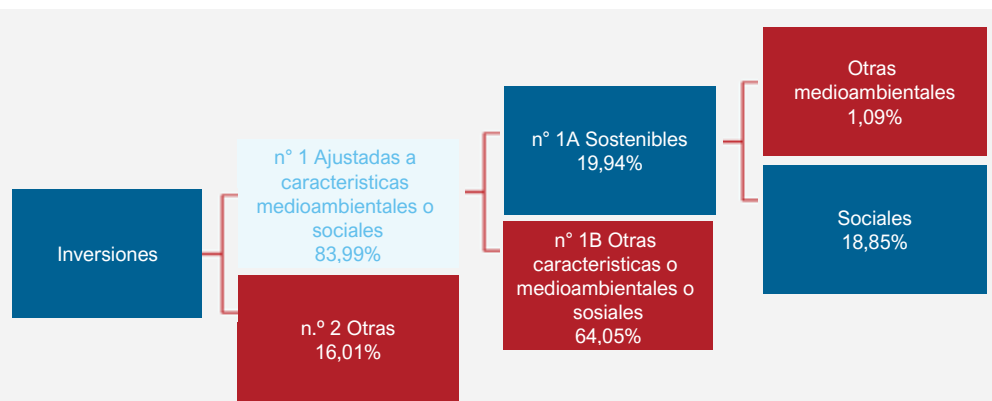 Inversiones
n° 1 Ajustadas a
caracteristicas
medioambientales o
sociales
83,99%
n.º 2 Otras
16,01%
n° 1A Sostenibles
19,94%
n° 1B Otras
caracteristicas o
medioambientales o
sosiales
64,05%
Otras
medioambientales
1,09%
Sociales
18,85%